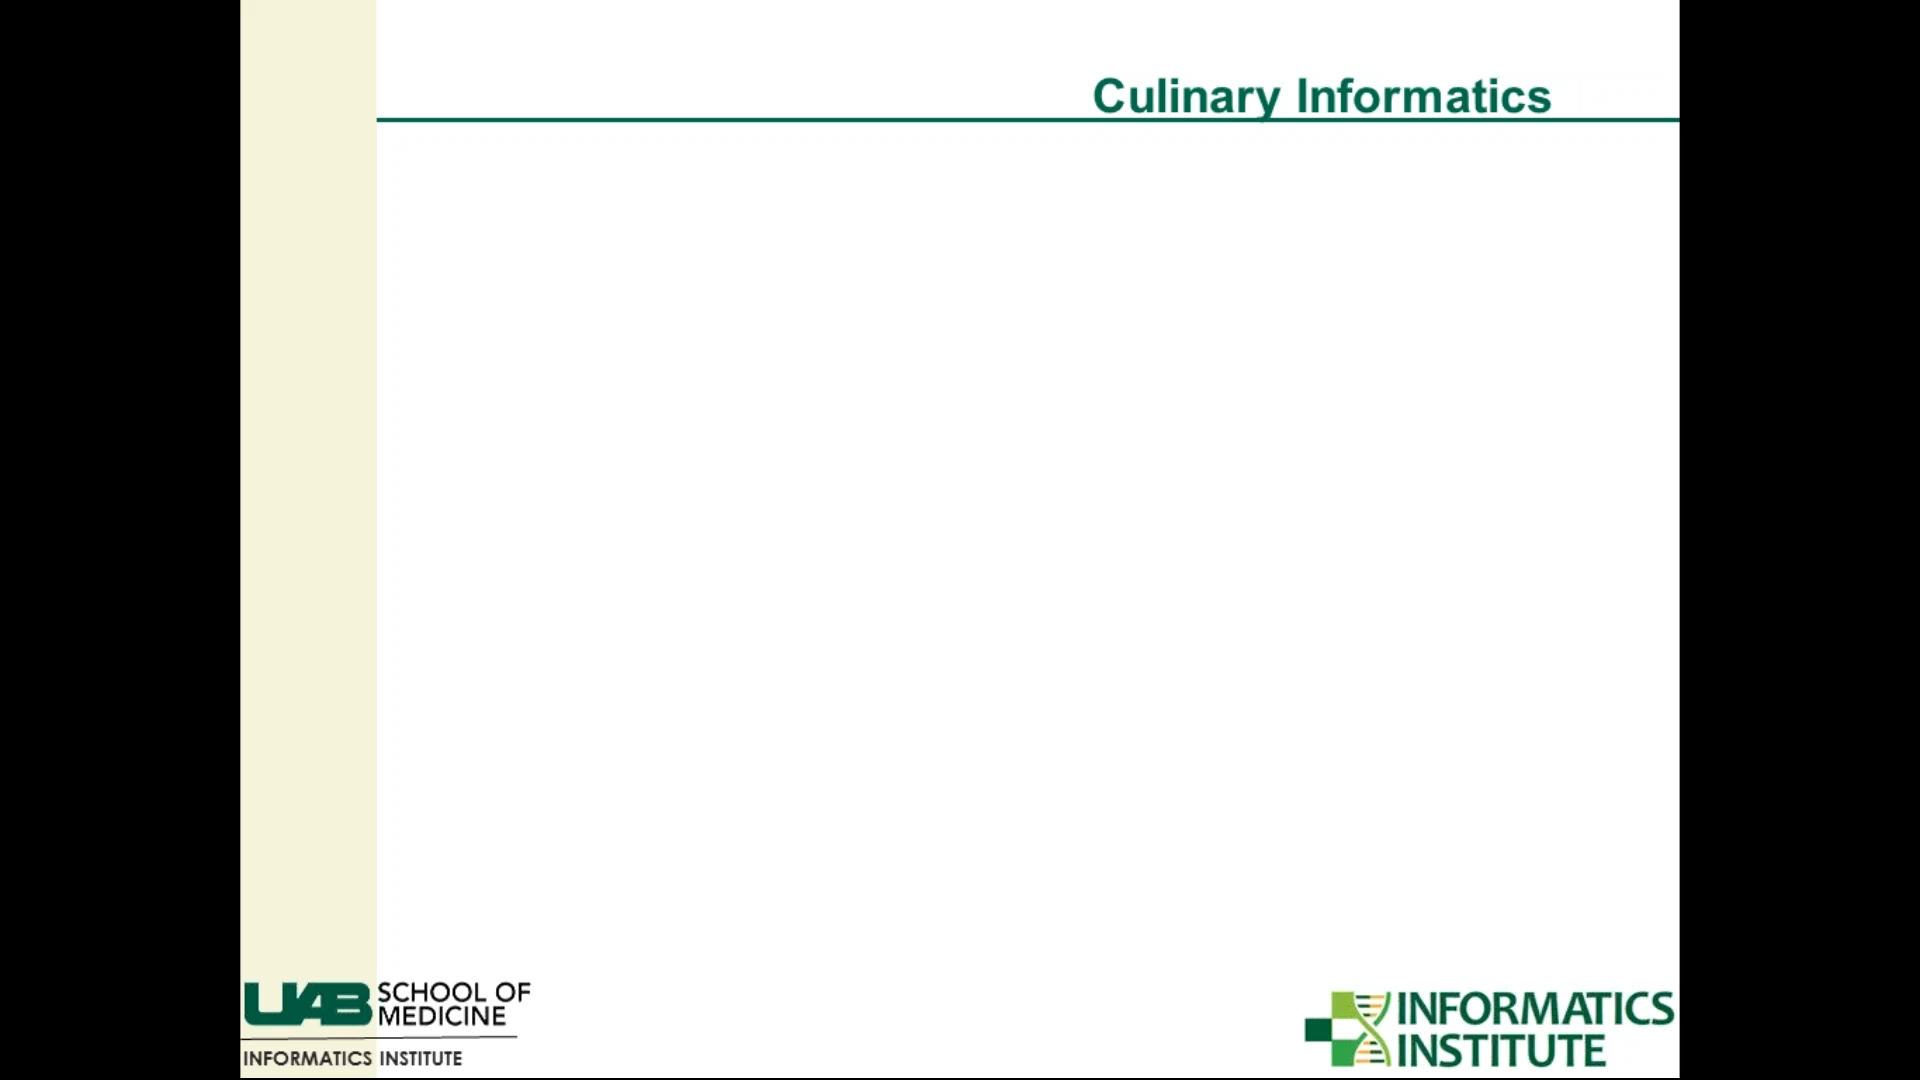 Culinary Informatics
UAB SCHOOL OF
MEDICINE
INFORMATICS INSTITUTE
INFORMATICS
INSTITUTE